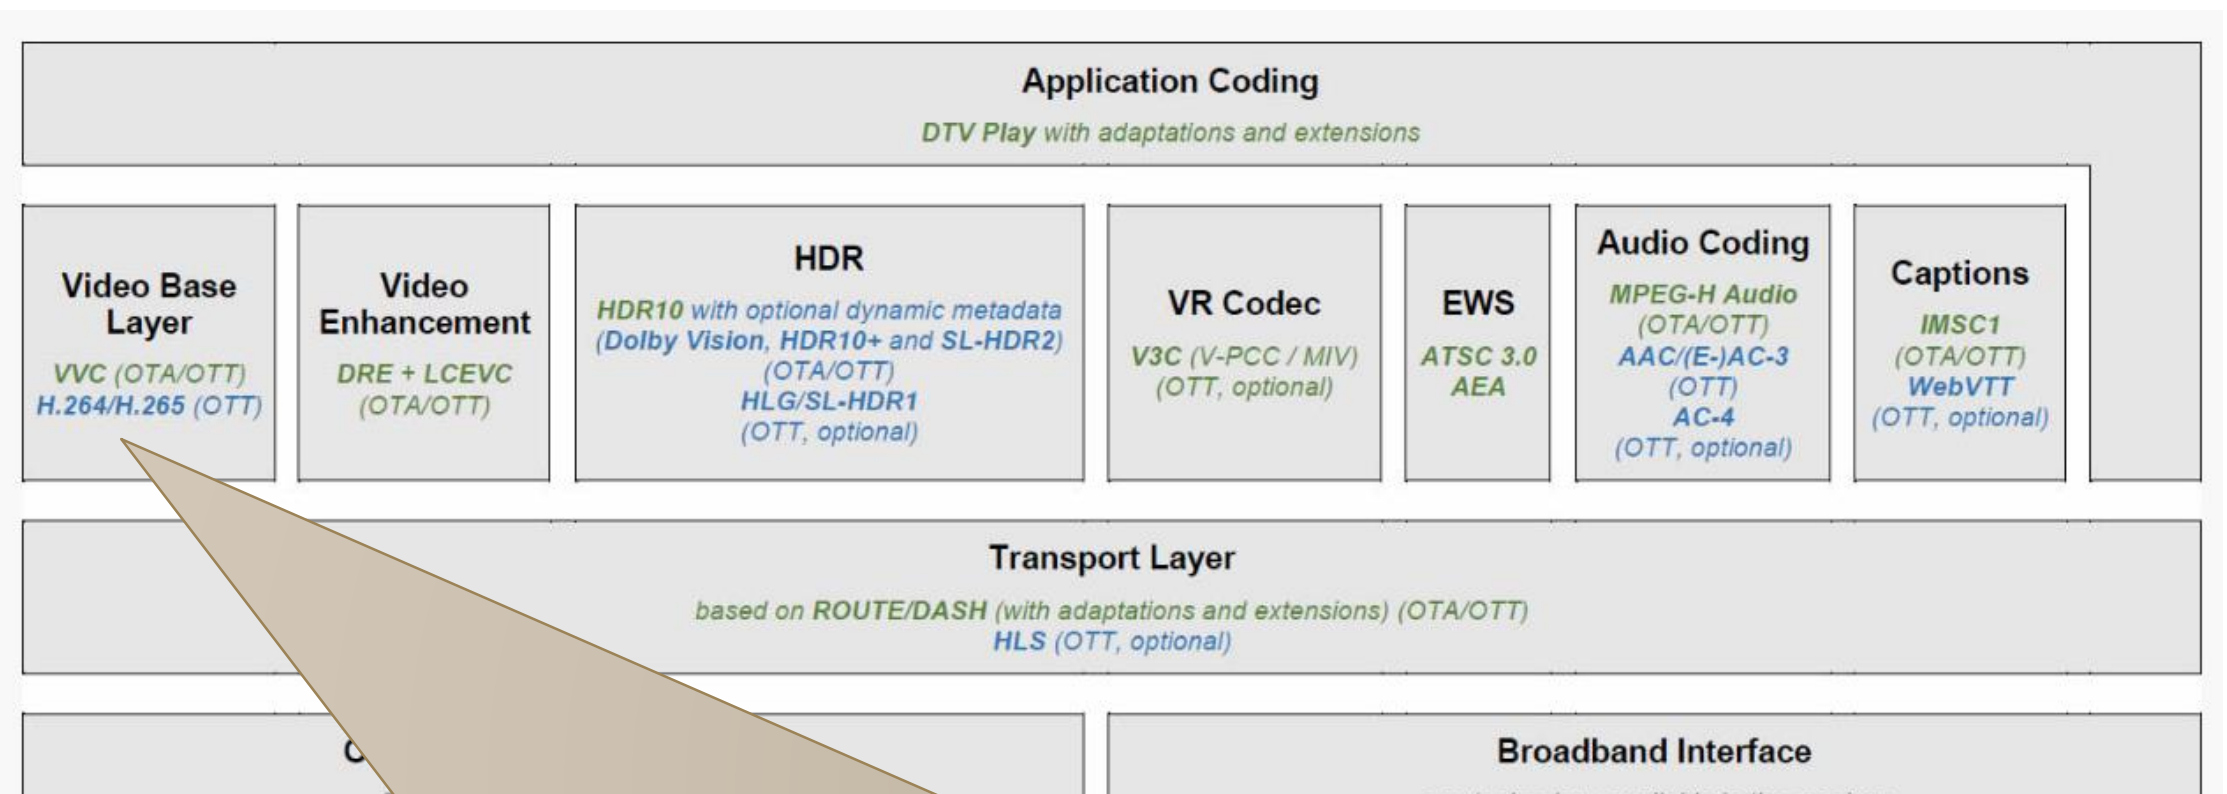 Application Coding
DTV Play with adaptations and extensions
Video Base
Layer
VVC (OTA/OTT)
H.264/H.265 (OTT)
Video
Enhancement
DRE + LCEVC
(OTA/OTT)
HDR
HDR10 with optional dynamic metadata
(Dolby Vision, HDR10+ and SL-HDR2)
(OTA/OTT)
HLG/SL-HDR1
(OTT, optional)
VR Codec
V3C (V-PCC / MIV)
(OTT, optional)
EWS
ATSC 3.0
AEA
Audio Coding
MPEG-H Audio
(OTA/OTT)
AAC/(E-)AC-3
(OTT)
AC-4
(OTT, optional)
Captions
IMSC1
(OTA/OTT)
WebVTT
(OTT, optional)
Transport Layer
based on ROUTE/DASH (with adaptations and extensions) (OTA/OTT)
HLS (OTT, optional)
Broadband Interface